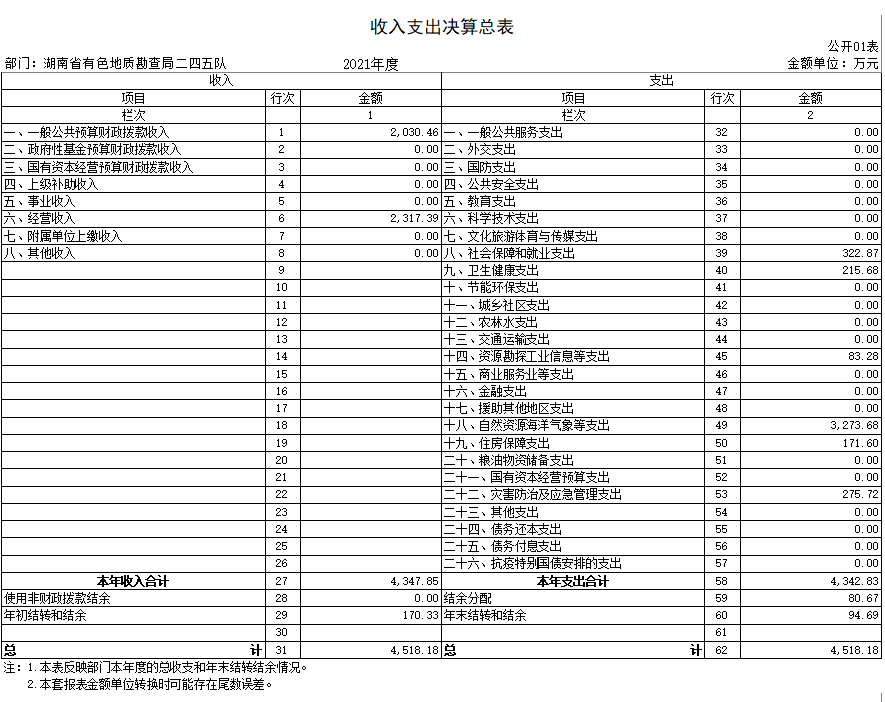 收入支出决算总表
公开01表
部门：湖南省有色地质勘查局二四五队 2021年度 金额单位：万元
收入 支出
项目 行次 金额 项目 行次 金额
栏次 1 栏次 2
一、一般公共预算财政拨款收入 1 2,030.46 一、一般公共服务支出 32 0.00
二、政府性基金预算财政拨款收入 2 0.00 二、外交支出 33 0.00
三、国有资本经营预算财政拨款收入 3 0.00 三、国防支出 34 0.00
四、上级补助收入 4 0.00 四、公共安全支出 35 0.00
五、事业收入 5 0.00 五、教育支出 36 0.00
六、经营收入 6 2,317.39 六、科学技术支出 37 0.00
七、附属单位上缴收入 7 0.00 七、文化旅游体育与传媒支出 38 0.00
八、其他收入 8 0.00 八、社会保障和就业支出 39 322.87
9 九、卫生健康支出 40 215.68
10 十、节能环保支出 41 0.00
11 十一、城乡社区支出 42 0.00
12 十二、农林水支出 43 0.00
13 十三、交通运输支出 44 0.00
14 十四、资源勘探工业信息等支出 45 83.28
15 十五、商业服务业等支出 46 0.00
16 十六、金融支出 47 0.00
17 十七、援助其他地区支出 48 0.00
18 十八、自然资源海洋气象等支出 49 3,273.68
19 十九、住房保障支出 50 171.60
20 二十、粮油物资储备支出 51 0.00
21 二十一、国有资本经营预算支出 52 0.00
22 二十二、灾害防治及应急管理支出 53 275.72
23 二十三、其他支出 54 0.00
24 二十四、债务还本支出 55 0.00
25 二十五、债务付息支出 56 0.00
26 二十六、抗疫特别国债安排的支出 57 0.00
本年收入合计 27 4,347.85 本年支出合计 58 4,342.83
使用非财政拨款结余 28 0.00 结余分配 59 80.67
年初结转和结余 29 170.33 年末结转和结余 60 94.69
30 61
总计 31 4,518.18 总计 62 4,518.18
注：1.本表反映部门本年度的总收支和年末结转结余情况。
2.本套报表金额单位转换时可能存在尾数误差。